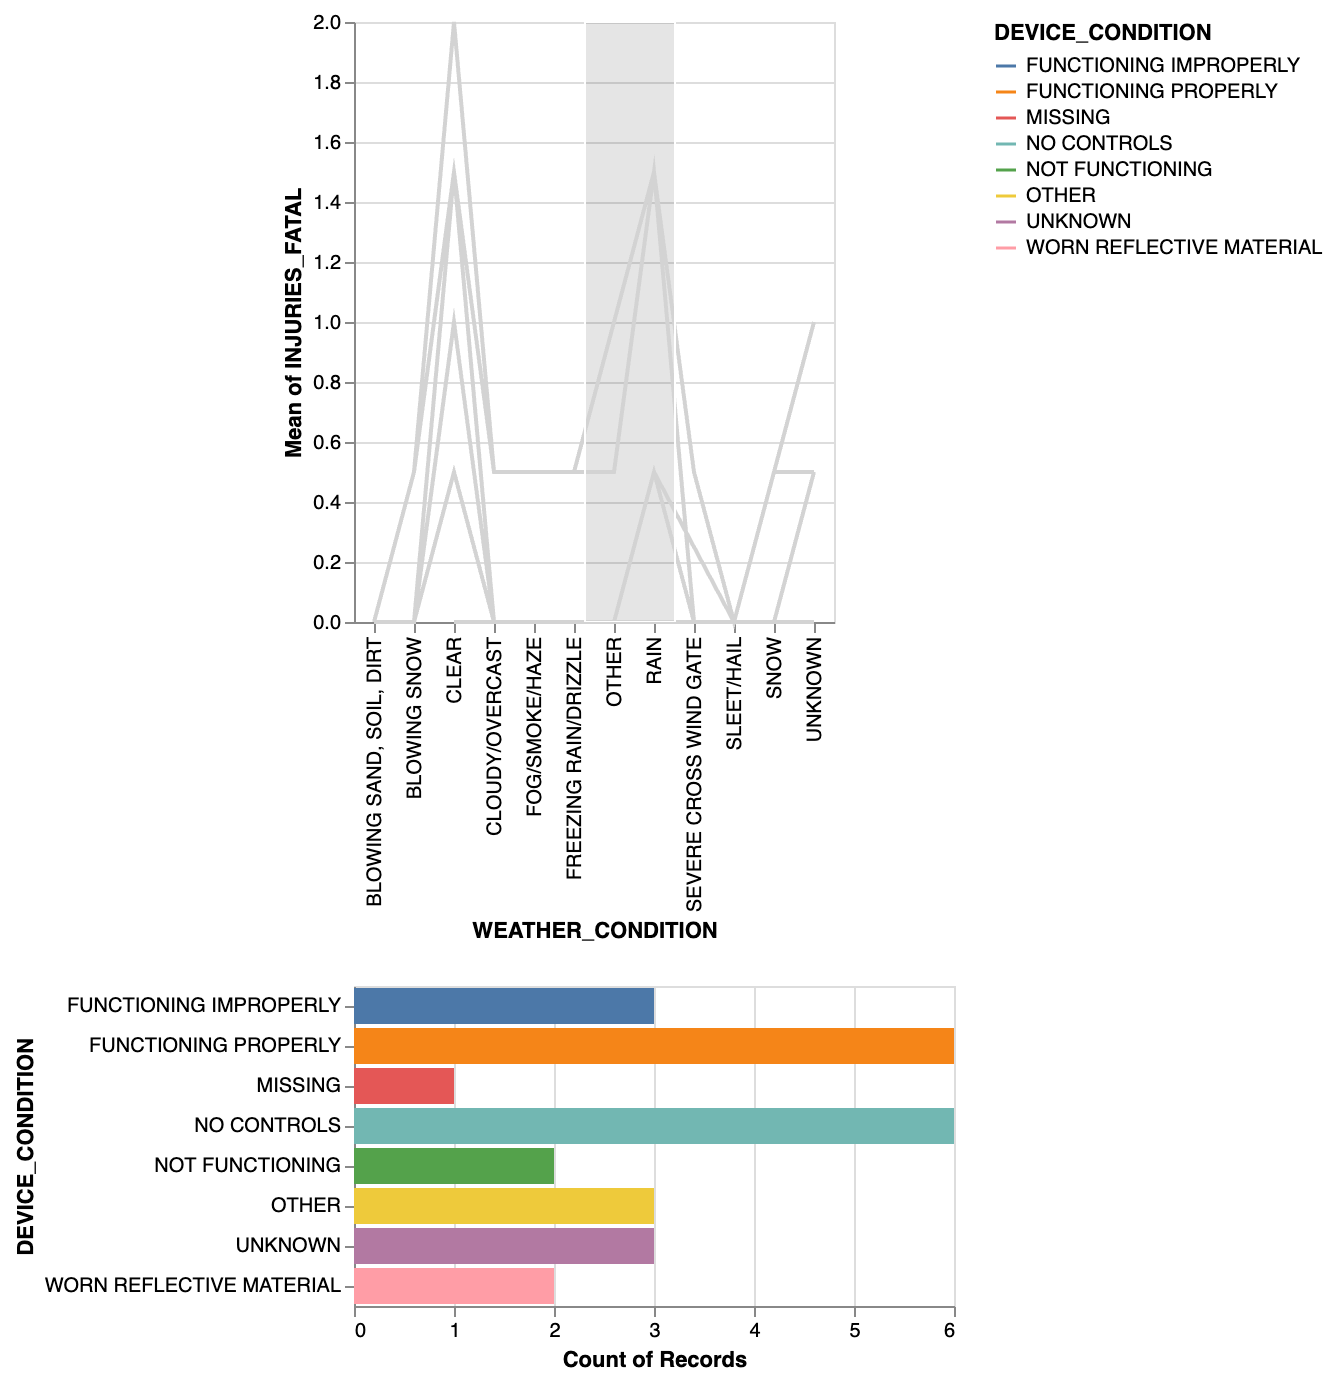 2.0
1.8
1.6
1.4
1.2
1.0
0.8
0.6
0.4
0.2
0.0
Mean of INJURIES_FATAL
BLOWING SAND, SOIL, DIRT
BLOWING SNOW
CLEAR
CLOUDY/OVERCAST
FOG/SMOKE/HAZE
FREEZING RAIN/DRIZZLE
OTHER
RAIN
SEVERE CROSS WIND GATE
SLEET/HAIL
SNOW
UNKNOWN
WEATHER_CONDITION
DEVICE_CONDITION
FUNCTIONING IMPROPERLY
FUNCTIONING PROPERLY
MISSING
NO CONTROLS
NOT FUNCTIONING
OTHER
UNKNOWN
WORN REFLECTIVE MATERIAL
DEVICE_CONDITION
FUNCTIONING IMPROPERLY
FUNCTIONING PROPERLY
MISSING
NO CONTROLS
NOT FUNCTIONING
OTHER
UNKNOWN
WORN REFLECTIVE MATERIAL
0 1 2 3 4 5 6
Count of Records